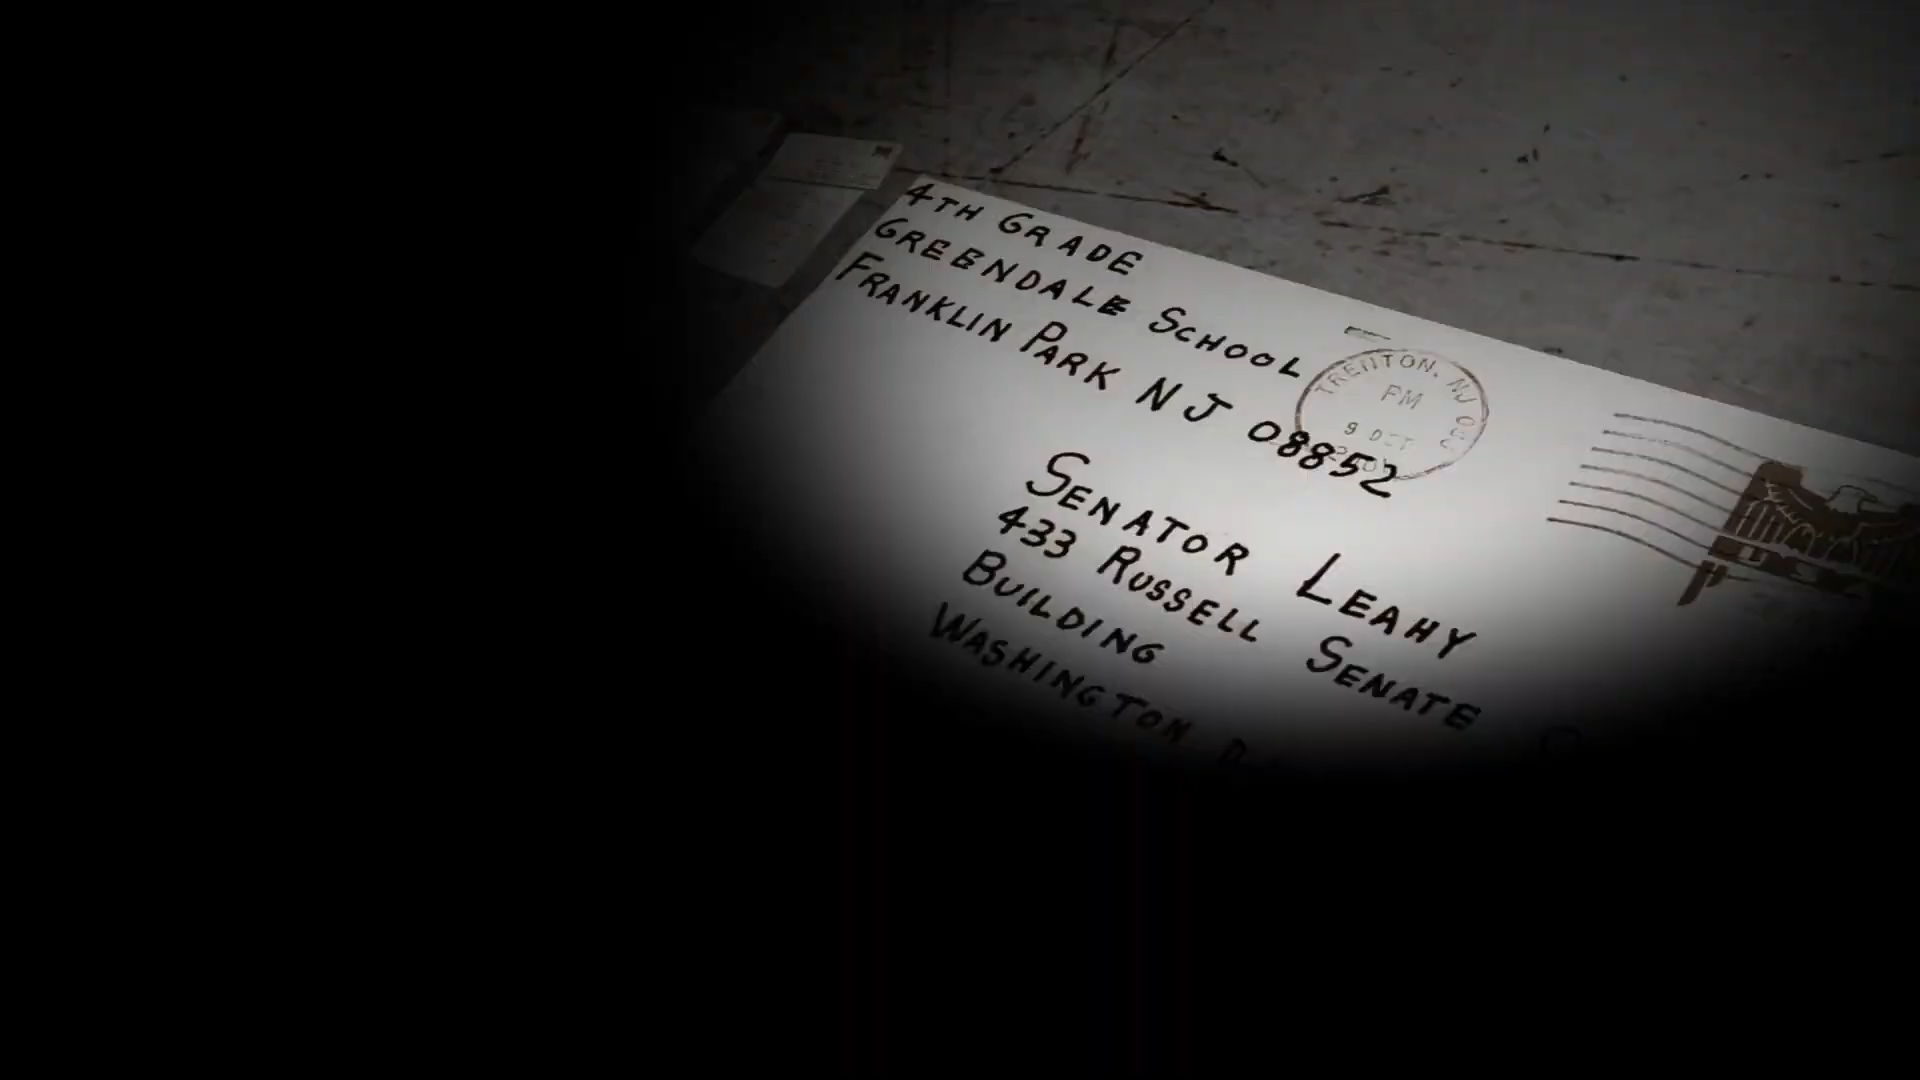 4TH GRADE
GREENDALE SCHOOL
FRANKLIN PARK NJ 08852
TRENTON, NJ
PM
9 OCT
SENATOR LEAHY
433 RUSSELL SENATE
BUILDING
WASHINGTON D